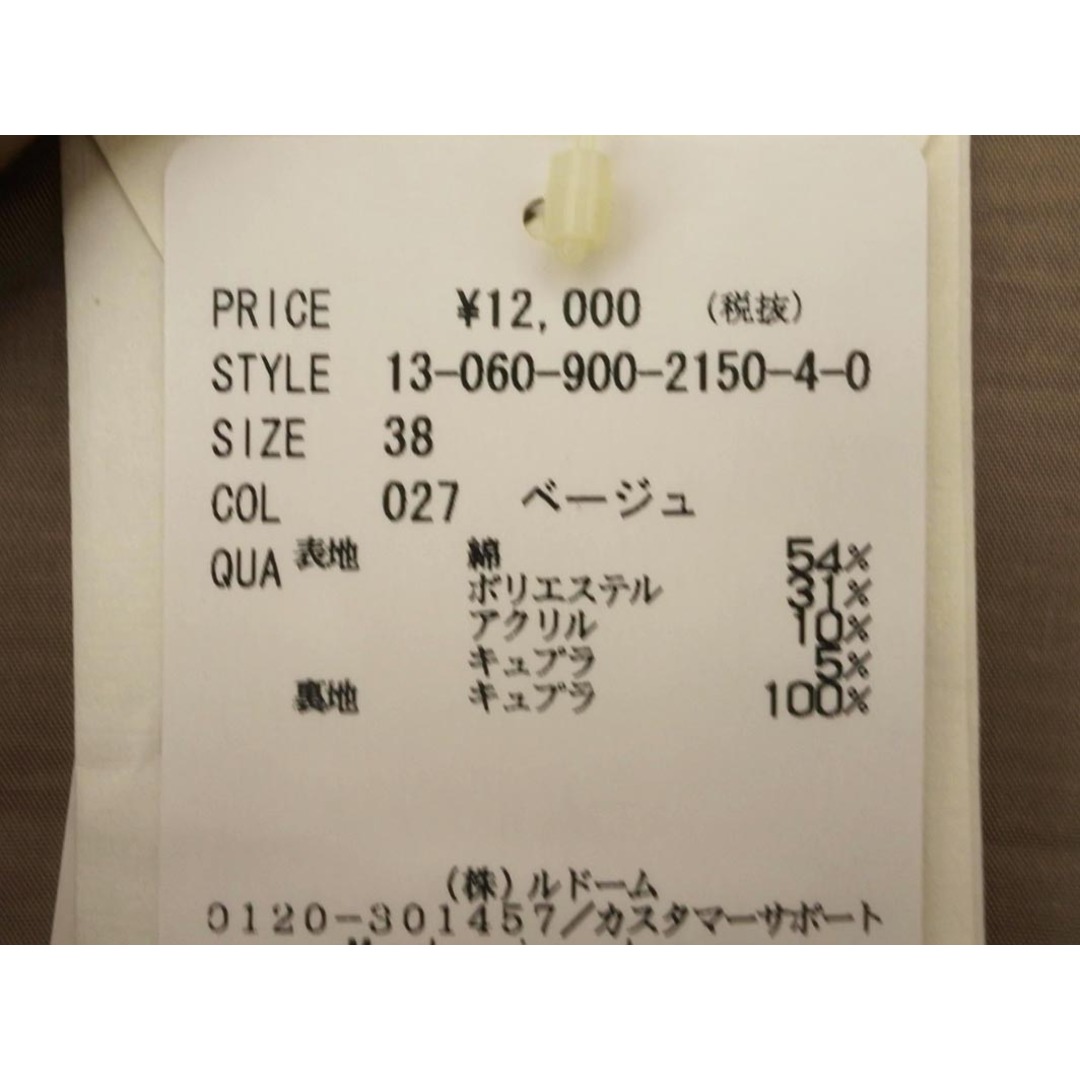 PRICE ¥12,000 (税抜)
STYLE 13-060-900-2150-4-0
SIZE 38
COL 027 ベージュ
QUA 表地 綿 54%
ポリエステル 31%
アクリル 10%
キュプラ 5%
裏地 キュプラ 100%
(株)ルドーム
0120-301457/カスタマーサポート